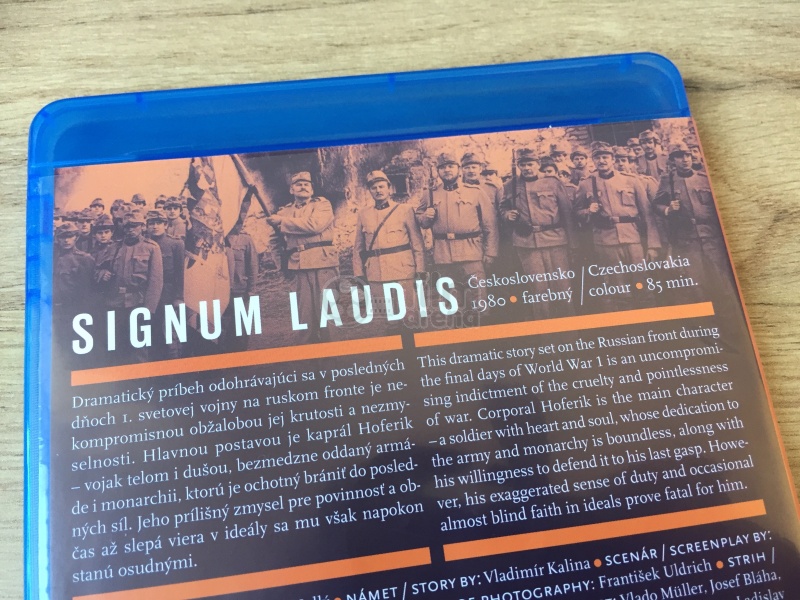 SIGNUM LAUDIS
Československo / Czechoslovakia
1980 • farebný / colour • 85 min.
Dramatický príbeh odohrávajúci sa v posledných
dňoch 1. svetovej vojny na ruskom fronte je ne-
kompromisnou obžalobou jej krutosti a nezmy-
selnosti. Hlavnou postavou je kaprál Hoferik
– vojak telom i dušou, bezmedzne oddaný armá-
de i monarchii, ktorú je ochotný brániť do posled-
ných síl. Jeho prílišný zmysel pre povinnosť a ob-
čas až slepá viera v ideály sa mu však napokon
stanú osudnými.
This dramatic story set on the Russian front during
the final days of World War 1 is an uncompromi-
sing indictment of the cruelty and pointlessness
of war. Corporal Hoferik is the main character
– a soldier with heart and soul, whose dedication to
the army and monarchy is boundless, along with
his willingness to defend it to his last gasp. Howe-
ver, his exaggerated sense of duty and occasional
almost blind faith in ideals prove fatal for him.
• NÁMET / STORY BY: Vladimír Kalina • SCENÁR / SCREENPLAY BY:
PHOTOGRAPHY: František Uldrich • STRIH /
Vlado Müller, Josef Bláha,
Ladislav